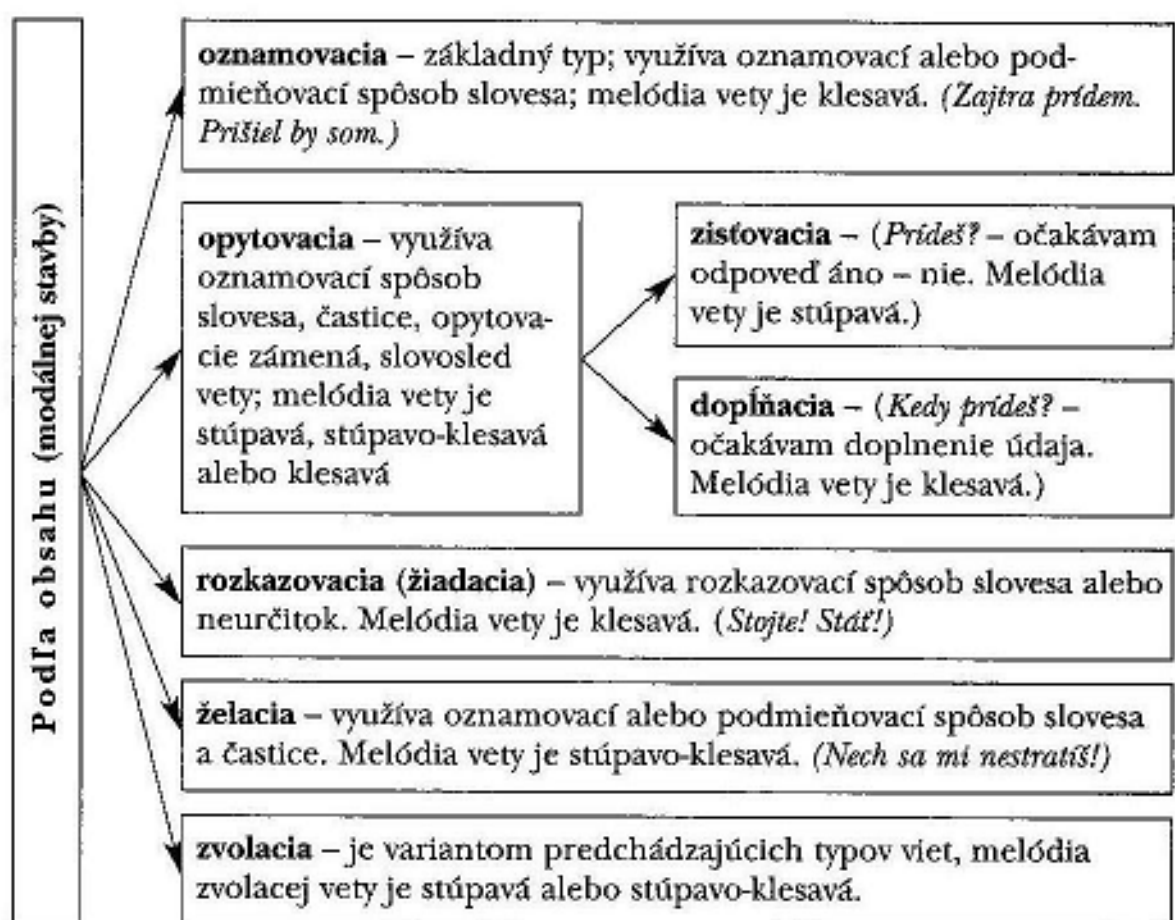 Podľa obsahu (modálnej stavby)
oznamovacia – základný typ; využíva oznamovací alebo pod-
mieňovací spôsob slovesa; melódia vety je klesavá. (Zajtra prídem.
Prišiel by som.)
opytovacia – využíva
oznamovací spôsob
slovesa, častice, opytova-
cie zámená, slovosled
vety; melódia vety je
stúpavá, stúpavo-klesavá
alebo klesavá
zisťovacia – (Prídeš? – očakávam
odpoveď áno – nie. Melódia
vety je stúpavá.)
dopĺňacia – (Kedy prídeš? –
očakávam doplnenie údaja.
Melódia vety je klesavá.)
rozkazovacia (žiadacia) – využíva rozkazovací spôsob slovesa alebo
neurčitok. Melódia vety je klesavá. (Stojte! Stáť!)
želacia – využíva oznamovací alebo podmieňovací spôsob slovesa
a častice. Melódia vety je stúpavo-klesavá. (Nech sa mi nestratíš!)
zvolacia – je variantom predchádzajúcich typov viet, melódia
zvolacej vety je stúpavá alebo stúpavo-klesavá.